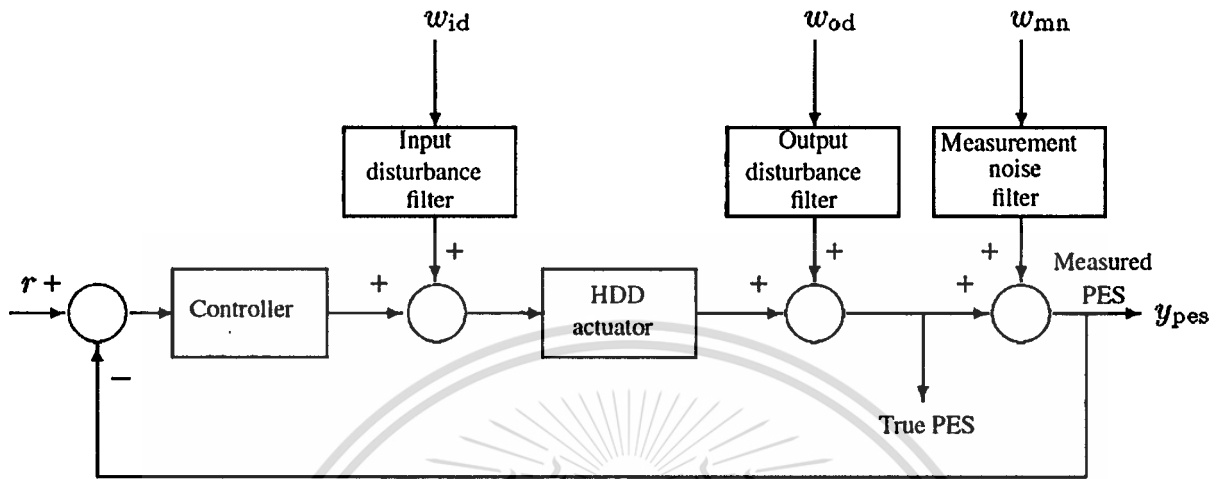 w_id
w_od
w_mn
Input
disturbance
filter
Output
disturbance
filter
Measurement
noise
filter
r +
Controller
+
+
HDD
actuator
+
+
+
+
Measured
PES
y_pes
−
True PES